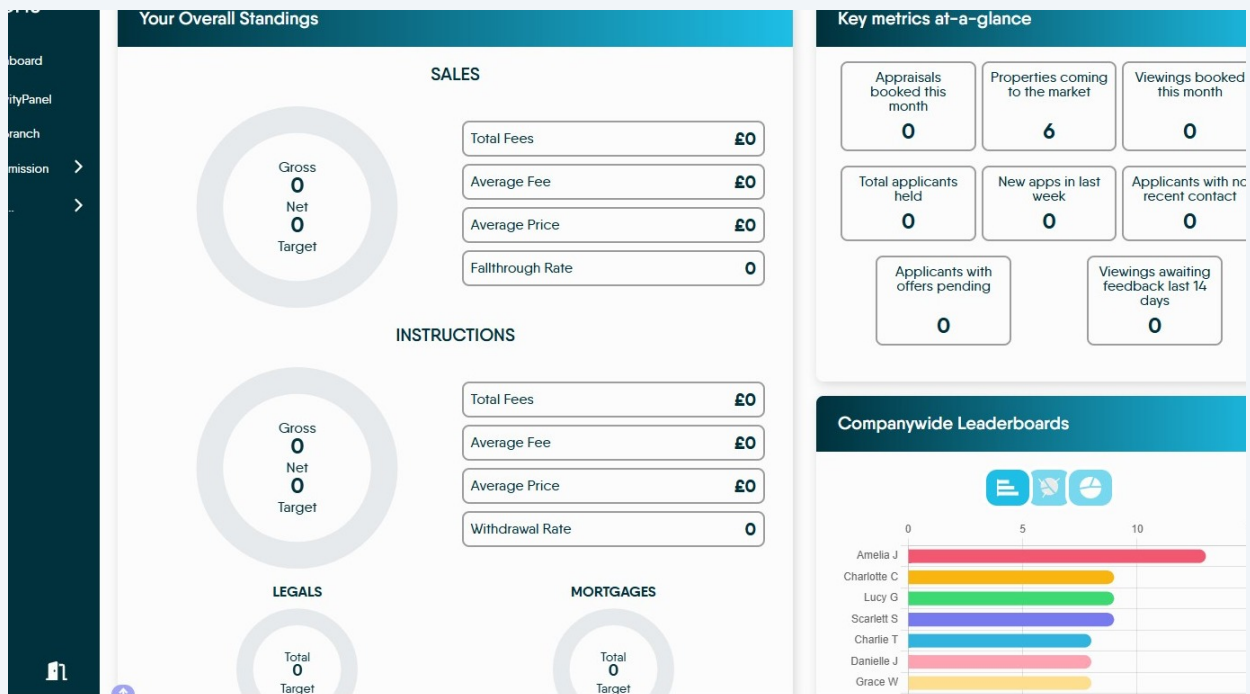 board
ityPanel
ranch
mission
..
Your Overall Standings
SALES
Gross
0
Net
0
Target
Total Fees £0
Average Fee £0
Average Price £0
Fallthrough Rate 0
INSTRUCTIONS
Gross
0
Net
0
Target
Total Fees £0
Average Fee £0
Average Price £0
Withdrawal Rate 0
LEGALS
Total
0
Target
MORTGAGES
Total
0
Target
Key metrics at-a-glance
Appraisals
booked this
month
0
Properties coming
to the market
6
Viewings booked
this month
0
Total applicants
held
0
New apps in last
week
0
Applicants with no
recent contact
0
Applicants with
offers pending
0
Viewings awaiting
feedback last 14
days
0
Companywide Leaderboards
0 5 10
Amelia J
Charlotte C
Lucy G
Scarlett S
Charlie T
Danielle J
Grace W